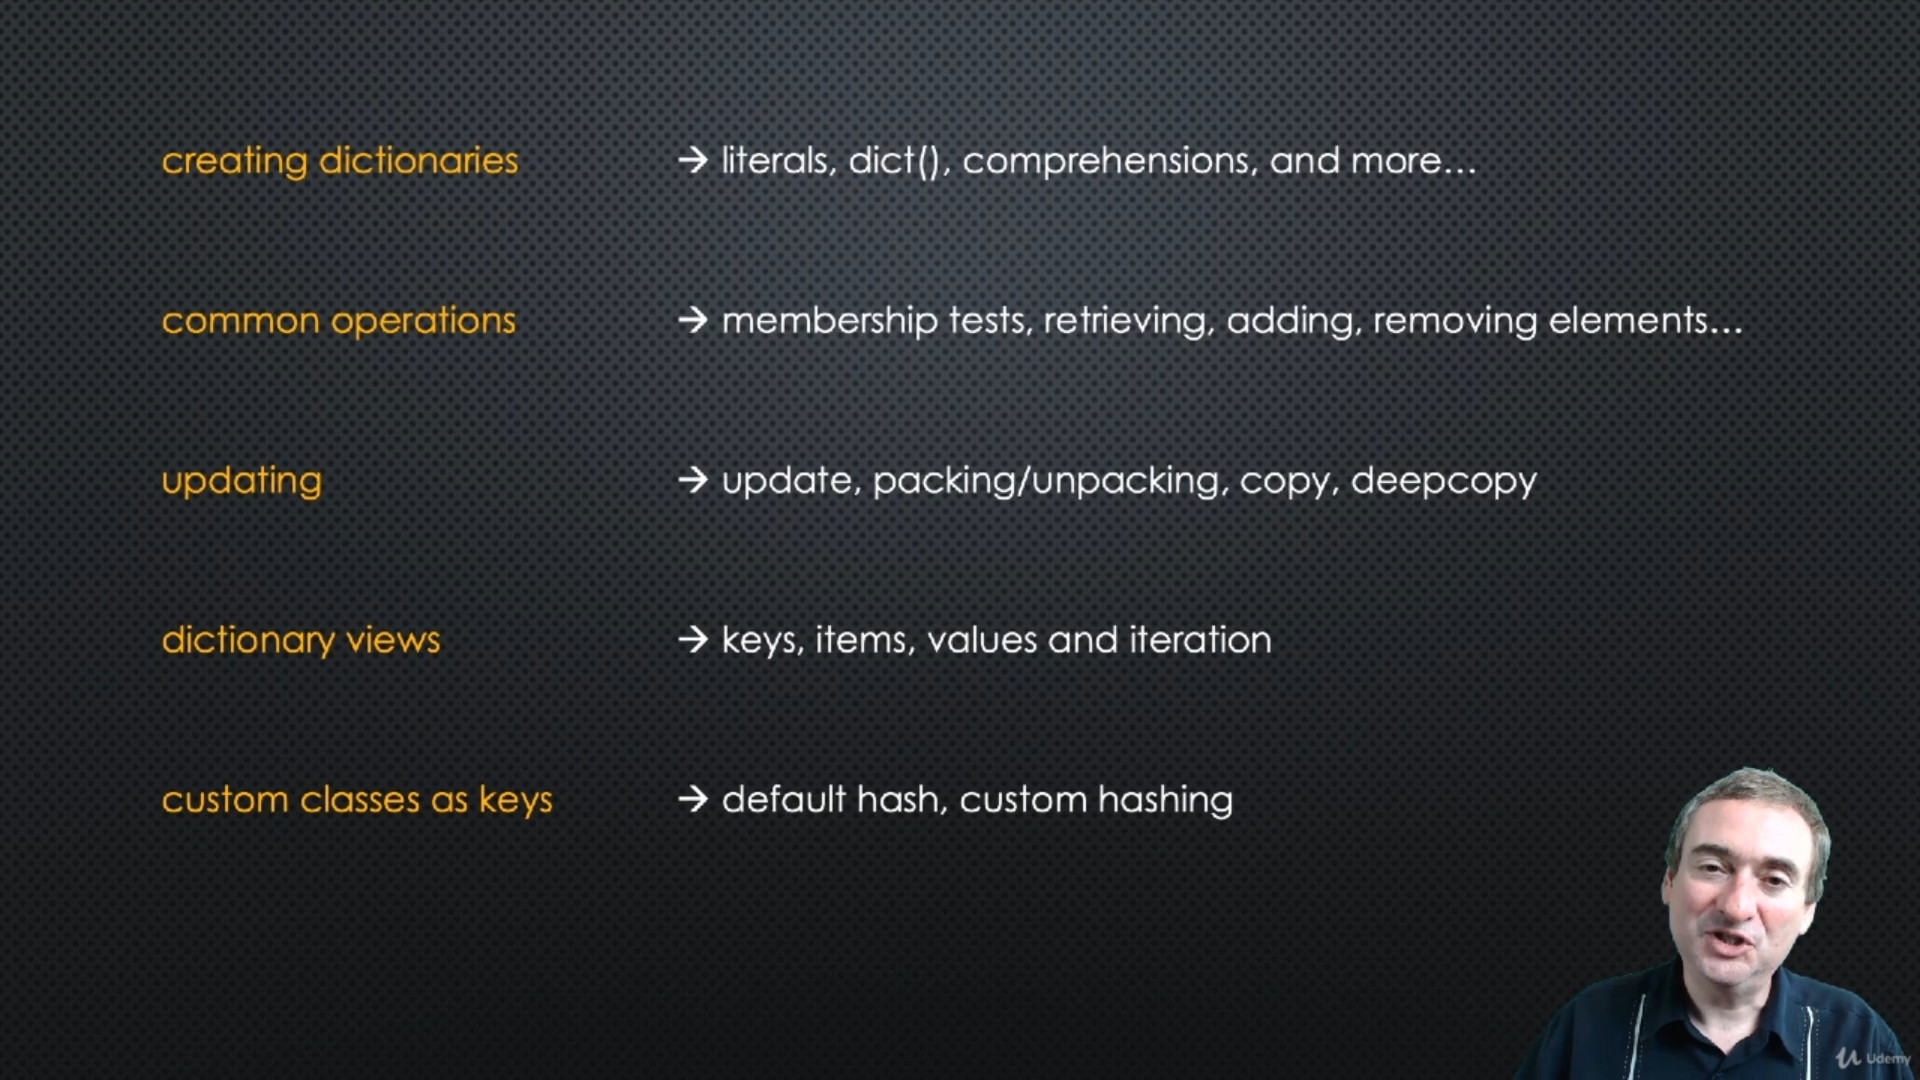 creating dictionaries → literals, dict(), comprehensions, and more...
common operations → membership tests, retrieving, adding, removing elements...
updating → update, packing/unpacking, copy, deepcopy
dictionary views → keys, items, values and iteration
custom classes as keys → default hash, custom hashing
Udemy